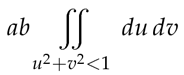 ab ∬ du dv
u²+v²<1